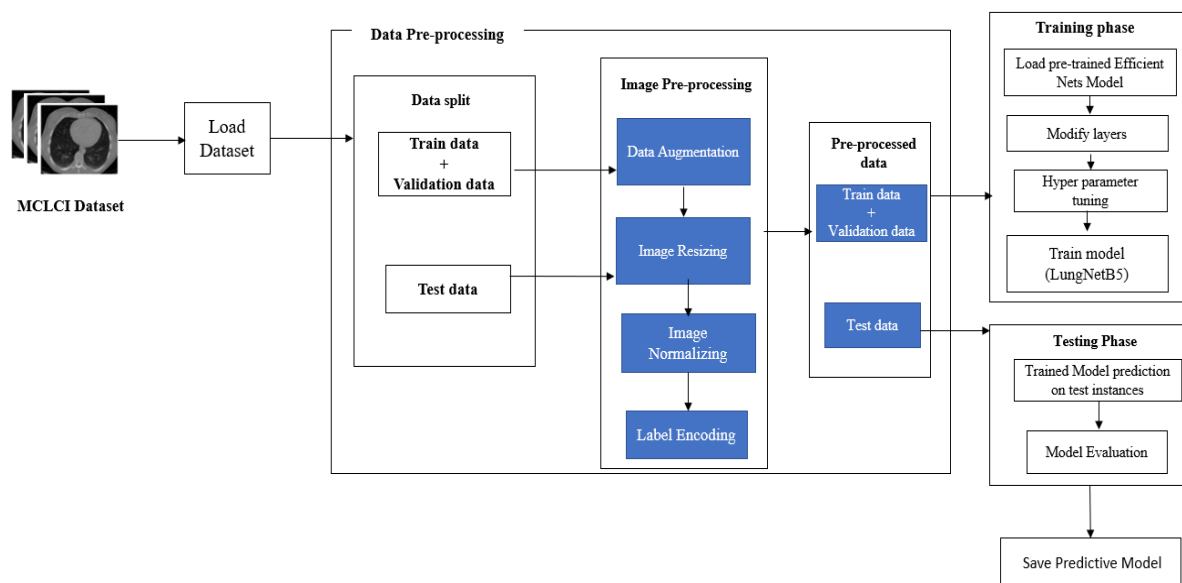 MCLCI Dataset
Load
Dataset
Data Pre-processing
Data split
Train data
+
Validation data
Test data
Image Pre-processing
Data Augmentation
Image Resizing
Image
Normalizing
Label Encoding
Pre-processed
data
Train data
+
Validation data
Test data
Training phase
Load pre-trained Efficient
Nets Model
Modify layers
Hyper parameter
tuning
Train model
(LungNetB5)
Testing Phase
Trained Model prediction
on test instances
Model Evaluation
Save Predictive Model